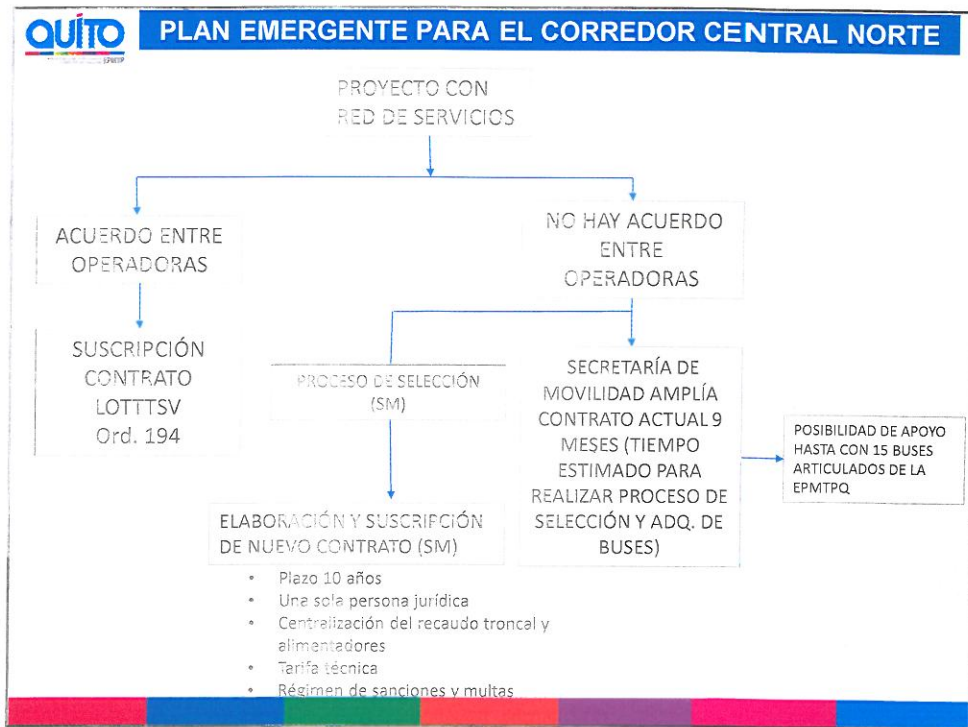 QUITO
PLAN EMERGENTE PARA EL CORREDOR CENTRAL NORTE
PROYECTO CON
RED DE SERVICIOS
ACUERDO ENTRE
OPERADORAS
NO HAY ACUERDO
ENTRE
OPERADORAS
SUSCRIPCIÓN
CONTRATO
LOTTTSV
Ord. 194
PROCESO DE SELECCIÓN
(SM)
SECRETARÍA DE
MOVILIDAD AMPLÍA
CONTRATO ACTUAL 9
MESES (TIEMPO
ESTIMADO PARA
REALIZAR PROCESO DE
SELECCIÓN Y ADQ. DE
BUSES)
POSIBILIDAD DE APOYO
HASTA CON 15 BUSES
ARTICULADOS DE LA
EPMTPQ
ELABORACIÓN Y SUSCRIPCIÓN
DE NUEVO CONTRATO (SM)
• Plazo 10 años
• Una sola persona jurídica
• Centralización del recaudo troncal y
alimentadores
• Tarifa técnica
• Régimen de sanciones y multas